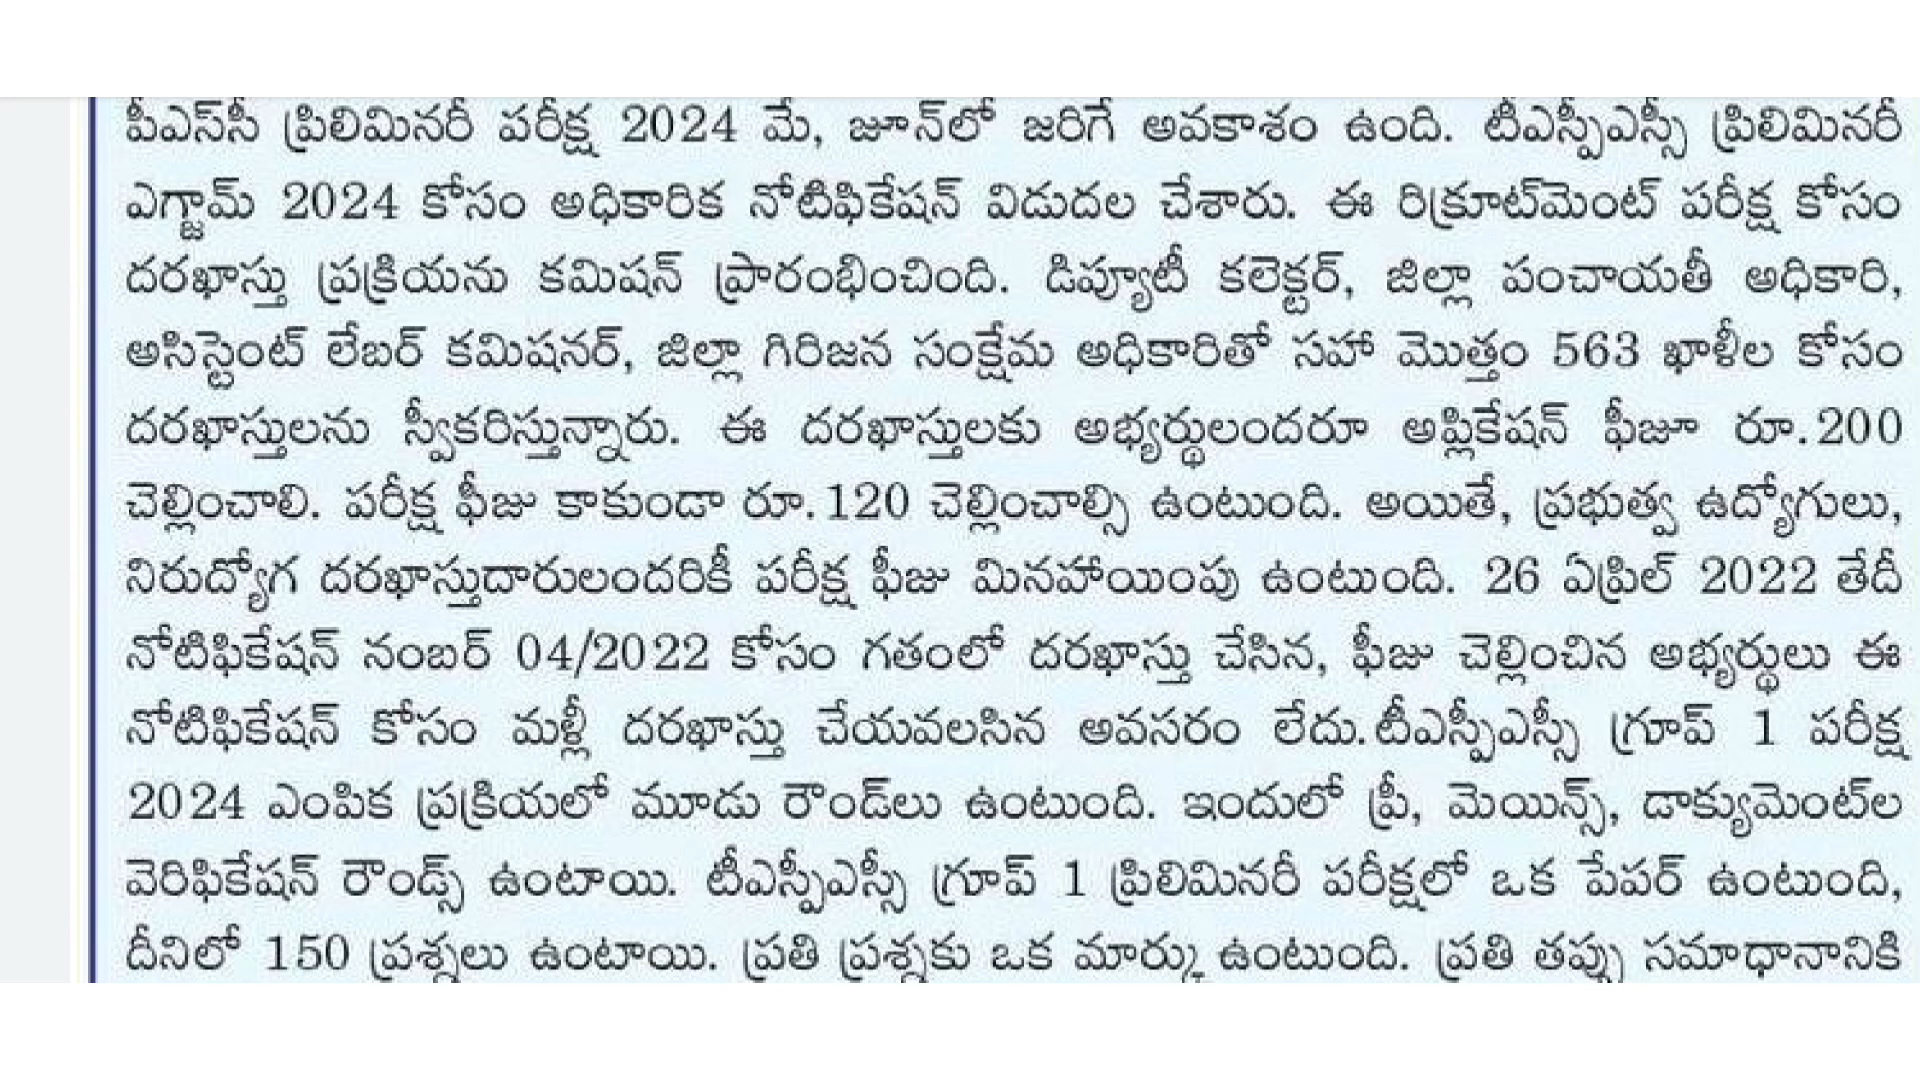 పీఎస్‌సీ ప్రిలిమినరీ పరీక్ష 2024 మే, జూన్‌లో జరిగే అవకాశం ఉంది. టీఎస్పీఎస్సీ ప్రిలిమినరీ
ఎగ్జామ్ 2024 కోసం అధికారిక నోటిఫికేషన్ విడుదల చేశారు. ఈ రిక్రూట్‌మెంట్ పరీక్ష కోసం
దరఖాస్తు ప్రక్రియను కమిషన్ ప్రారంభించింది. డిప్యూటీ కలెక్టర్, జిల్లా పంచాయతీ అధికారి,
అసిస్టెంట్ లేబర్ కమిషనర్, జిల్లా గిరిజన సంక్షేమ అధికారితో సహా మొత్తం 563 ఖాళీల కోసం
దరఖాస్తులను స్వీకరిస్తున్నారు. ఈ దరఖాస్తులకు అభ్యర్థులందరూ అప్లికేషన్ ఫీజూ రూ.200
చెల్లించాలి. పరీక్ష ఫీజు కాకుండా రూ.120 చెల్లించాల్సి ఉంటుంది. అయితే, ప్రభుత్వ ఉద్యోగులు,
నిరుద్యోగ దరఖాస్తుదారులందరికీ పరీక్ష ఫీజు మినహాయింపు ఉంటుంది. 26 ఏప్రిల్ 2022 తేదీ
నోటిఫికేషన్ నంబర్ 04/2022 కోసం గతంలో దరఖాస్తు చేసిన, ఫీజు చెల్లించిన అభ్యర్థులు ఈ
నోటిఫికేషన్ కోసం మళ్లీ దరఖాస్తు చేయవలసిన అవసరం లేదు.టీఎస్పీఎస్సీ గ్రూప్ 1 పరీక్ష
2024 ఎంపిక ప్రక్రియలో మూడు రౌండ్‌లు ఉంటుంది. ఇందులో ప్రీ, మెయిన్స్, డాక్యుమెంట్‌ల
వెరిఫికేషన్ రౌండ్స్ ఉంటాయి. టీఎస్పీఎస్సీ గ్రూప్ 1 ప్రిలిమినరీ పరీక్షలో ఒక పేపర్ ఉంటుంది,
దీనిలో 150 ప్రశ్నలు ఉంటాయి. ప్రతి ప్రశ్నకు ఒక మార్కు ఉంటుంది. ప్రతి తప్పు సమాధానానికి